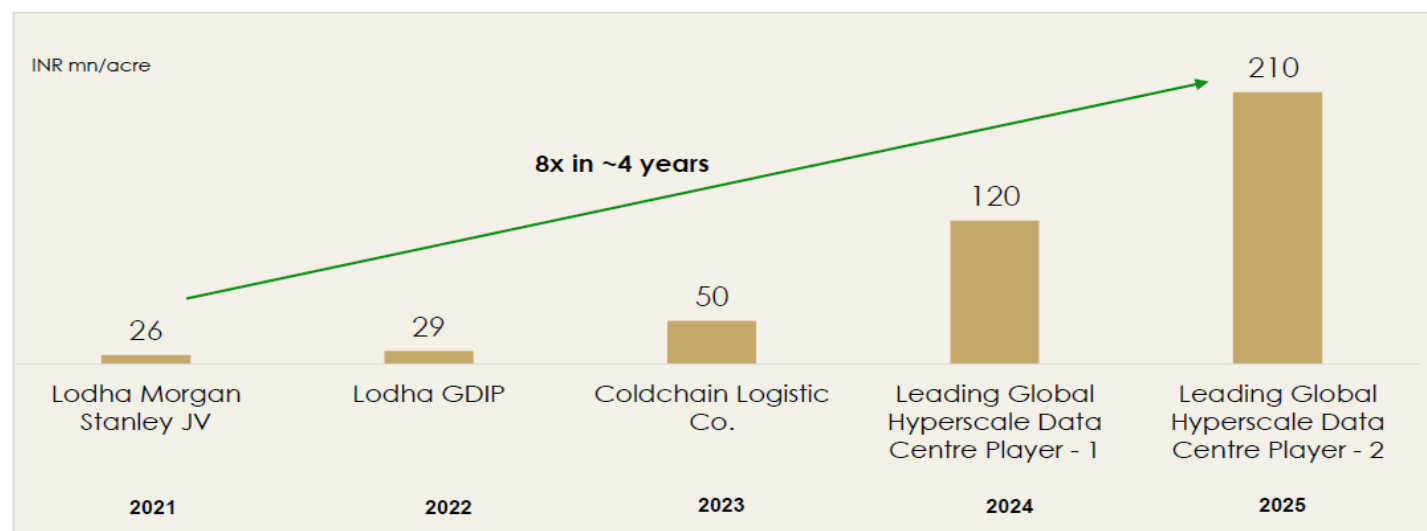 INR mn/acre
210
8x in ~4 years
120
50
29
26
Lodha Morgan
Stanley JV
Lodha GDIP
Coldchain Logistic
Co.
Leading Global
Hyperscale Data
Centre Player - 1
Leading Global
Hyperscale Data
Centre Player - 2
2021
2022
2023
2024
2025